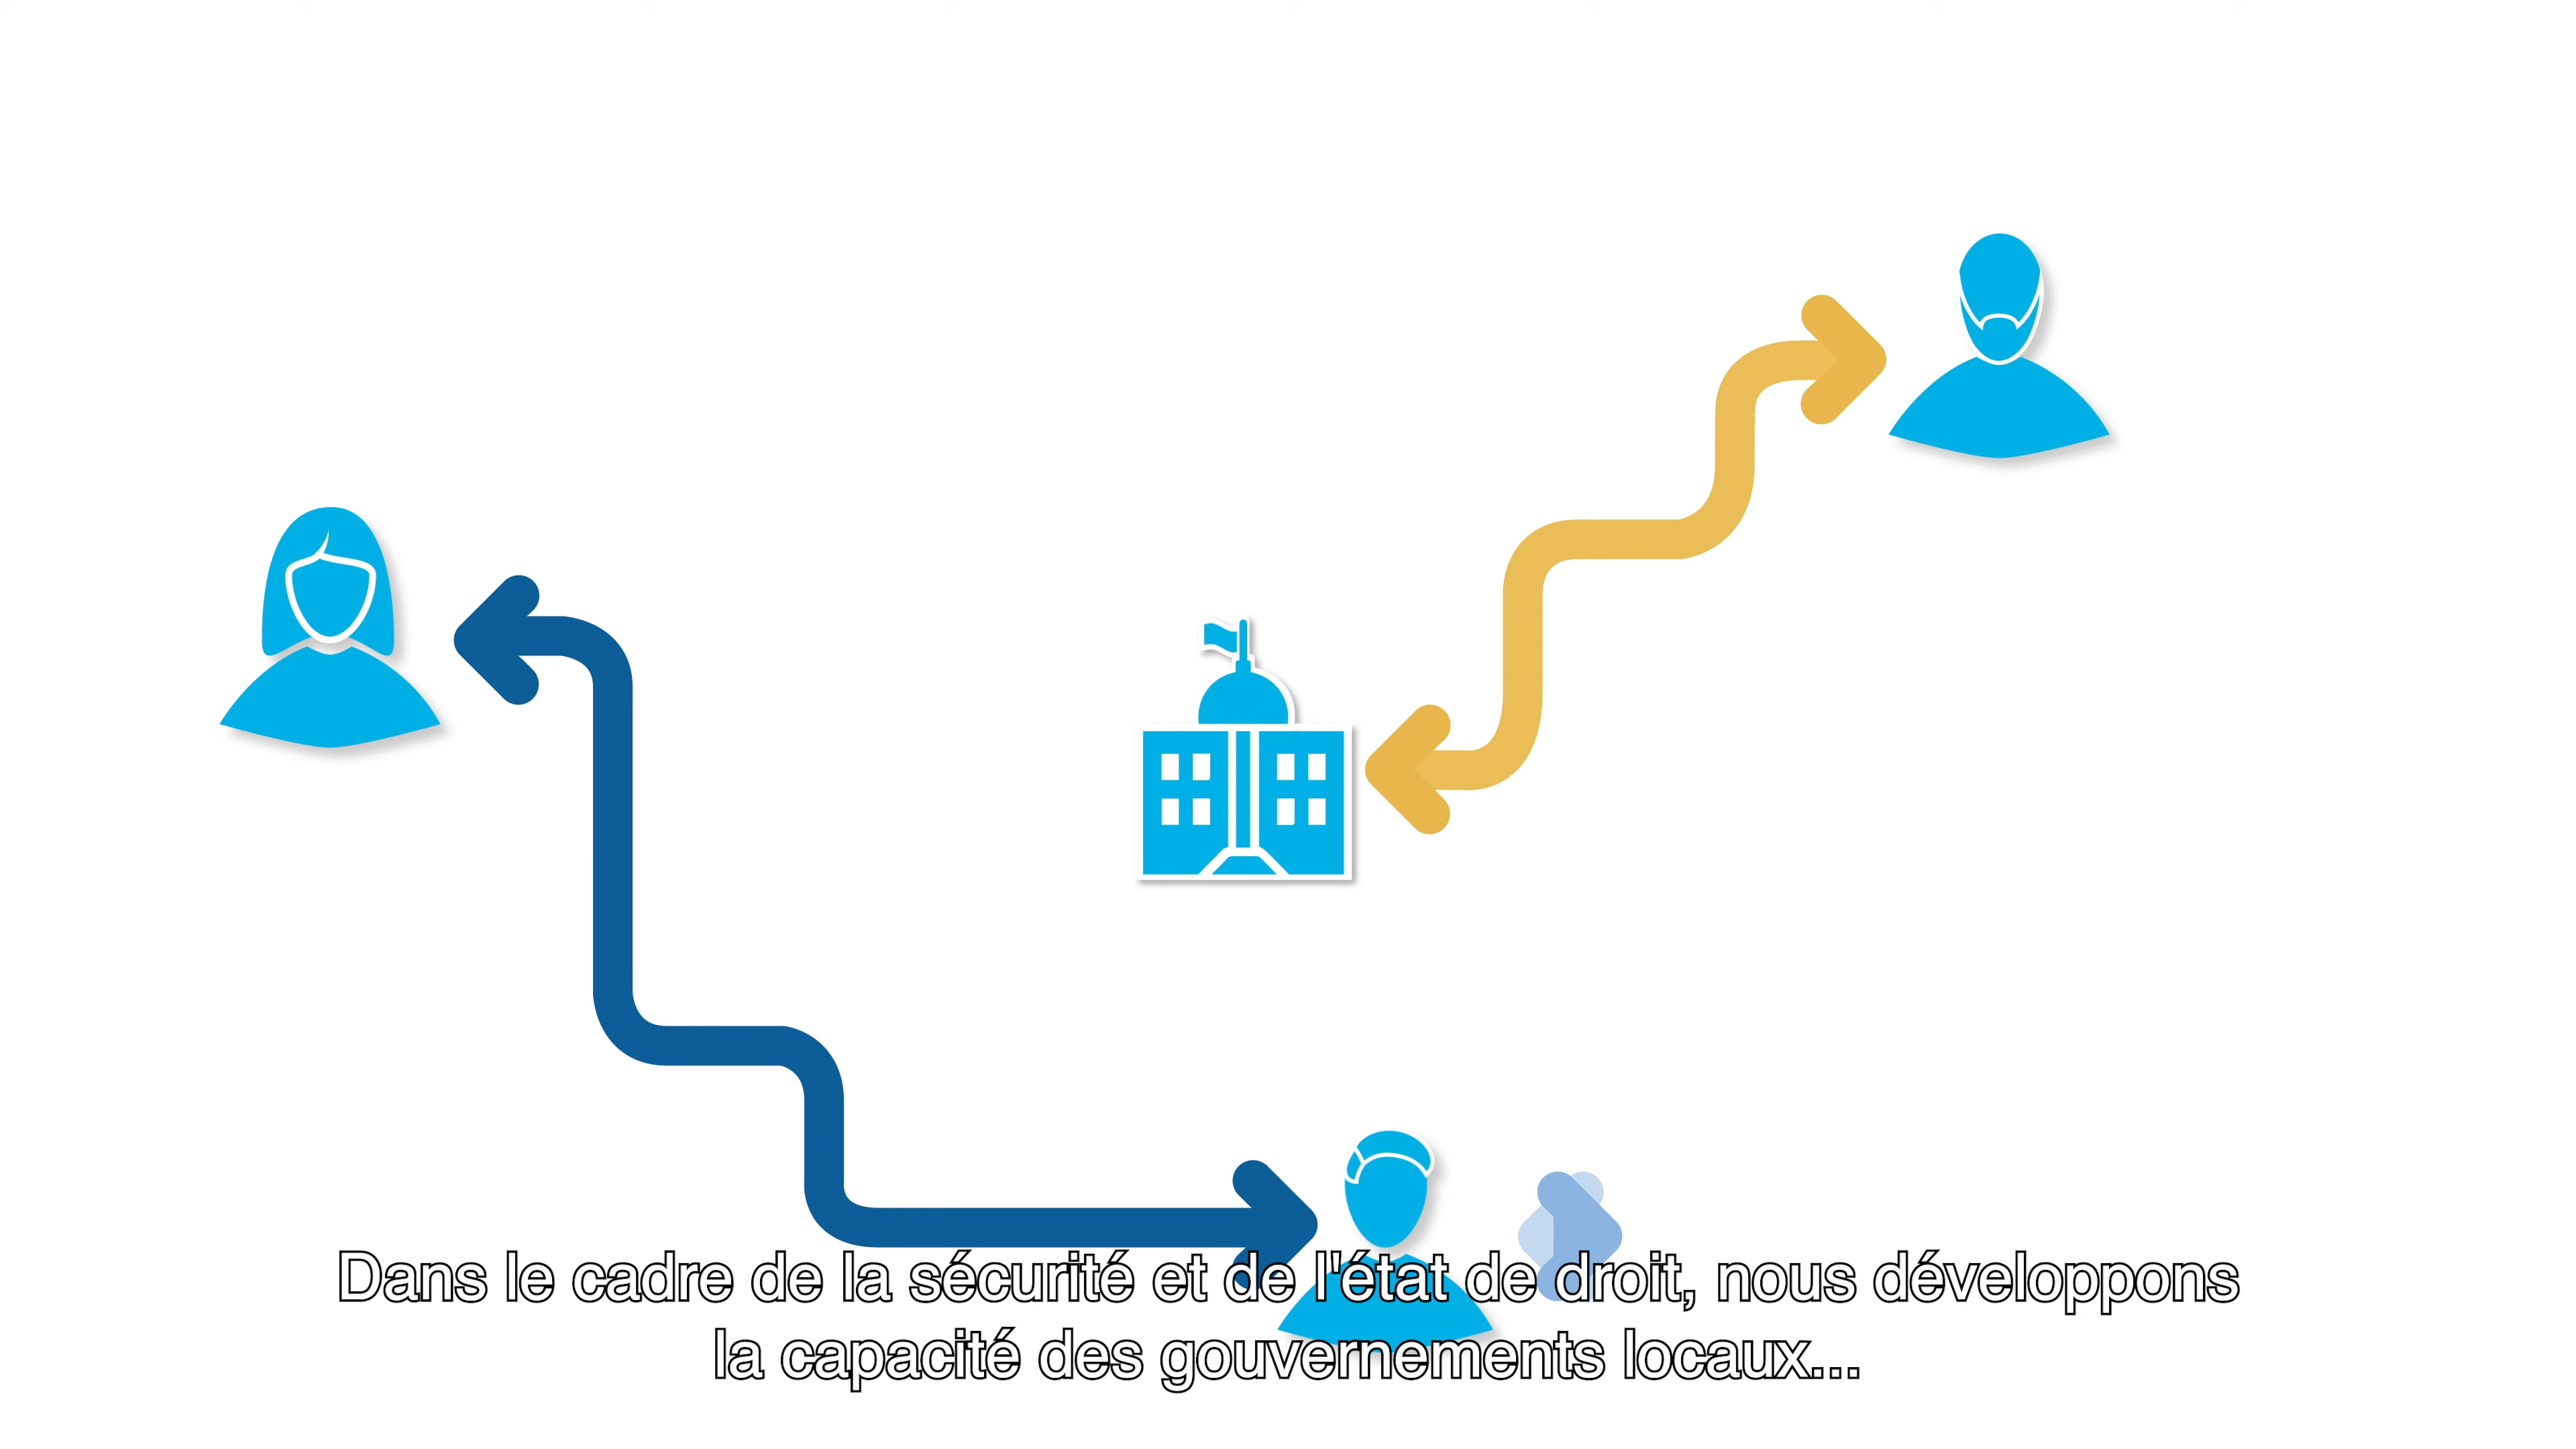 Dans le cadre de la sécurité et de l'état de droit, nous développons
la capacité des gouvernements locaux...